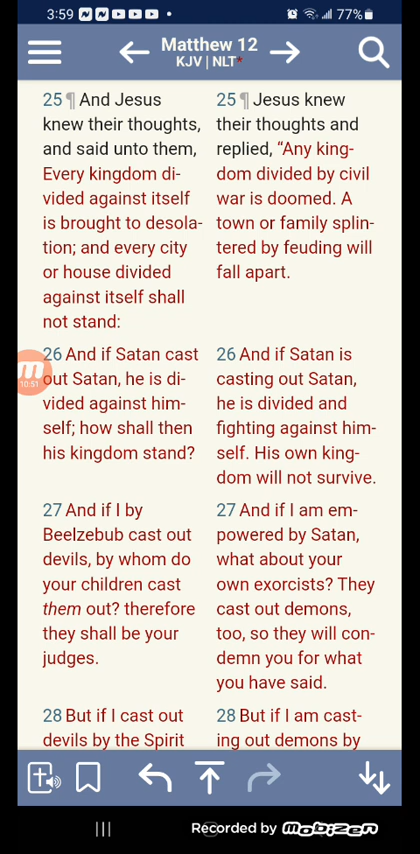 3:59 77%
Matthew 12
KJV | NLT*
25 ¶ And Jesus
knew their thoughts,
and said unto them,
Every kingdom di-
vided against itself
is brought to desola-
tion; and every city
or house divided
against itself shall
not stand:
25 ¶ Jesus knew
their thoughts and
replied, “Any king-
dom divided by civil
war is doomed. A
town or family splin-
tered by feuding will
fall apart.
26 And if Satan cast
out Satan, he is di-
vided against him-
self; how shall then
his kingdom stand?
26 And if Satan is
casting out Satan,
he is divided and
fighting against him-
self. His own king-
dom will not survive.
m
10:51
27 And if I by
Beelzebub cast out
devils, by whom do
your children cast
them out? therefore
they shall be your
judges.
27 And if I am em-
powered by Satan,
what about your
own exorcists? They
cast out demons,
too, so they will con-
demn you for what
you have said.
28 But if I cast out
devils by the Spirit
28 But if I am cast-
ing out demons by
Recorded by mobizen